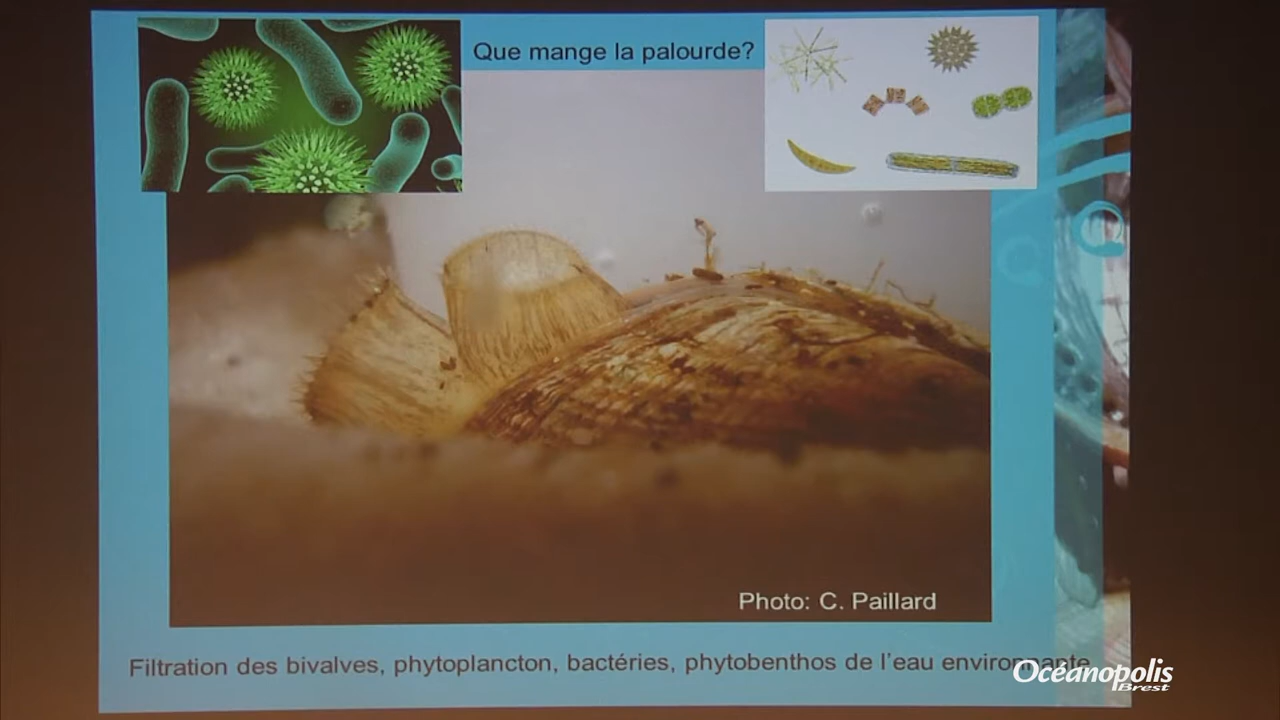 Que mange la palourde?
Photo: C. Paillard
Filtration des bivalves, phytoplancton, bactéries, phytobenthos de l'eau environnante
Océanopolis
Brest